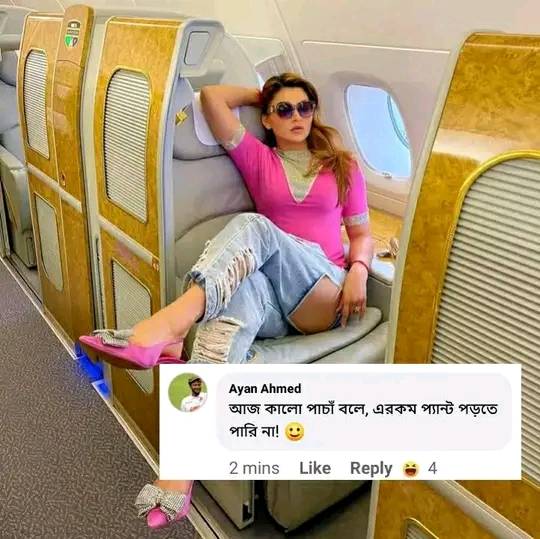 Ayan Ahmed
আজ কালো পাচাঁ বলে, এরকম প্যান্ট পড়তে
পারি না! 🙂
2 mins Like Reply 😆 4